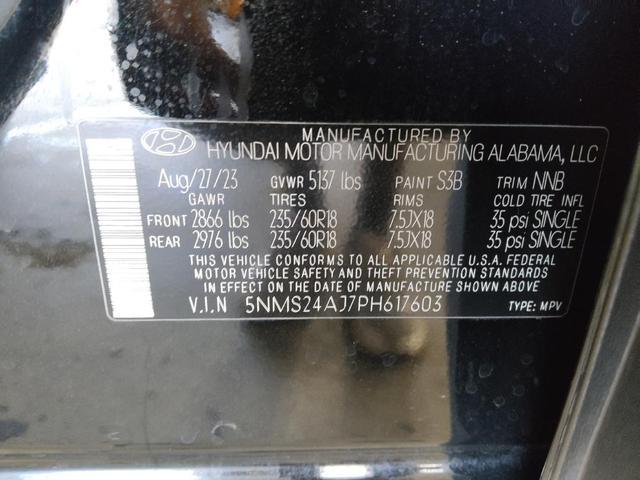 MANUFACTURED BY
HYUNDAI MOTOR MANUFACTURING ALABAMA, LLC
Aug/27/23 GVWR 5137 lbs PAINT S3B TRIM NNB
GAWR TIRES RIMS COLD TIRE INFL
FRONT 2866 lbs 235/60R18 7.5JX18 35 psi SINGLE
REAR 2976 lbs 235/60R18 7.5JX18 35 psi SINGLE
THIS VEHICLE CONFORMS TO ALL APPLICABLE U.S.A. FEDERAL
MOTOR VEHICLE SAFETY AND THEFT PREVENTION STANDARDS
IN EFFECT ON THE DATE OF MANUFACTURE SHOWN ABOVE
V.I.N 5NMS24AJ7PH617603 TYPE: MPV